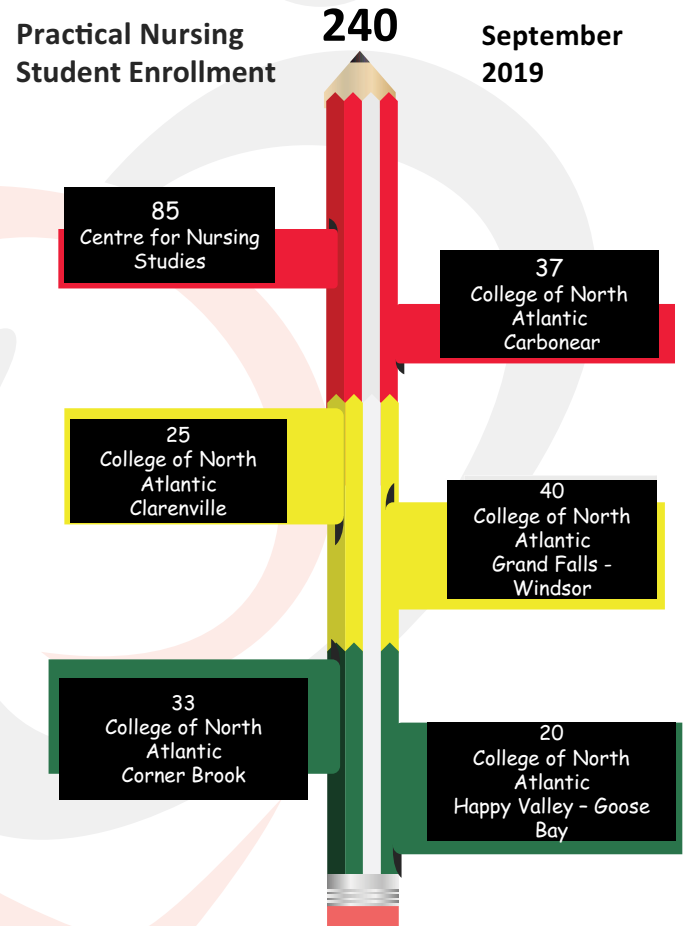 Practical Nursing
Student Enrollment
240
September
2019
85
Centre for Nursing
Studies
37
College of North
Atlantic
Carbonear
25
College of North
Atlantic
Clarenville
40
College of North
Atlantic
Grand Falls -
Windsor
33
College of North
Atlantic
Corner Brook
20
College of North
Atlantic
Happy Valley – Goose
Bay